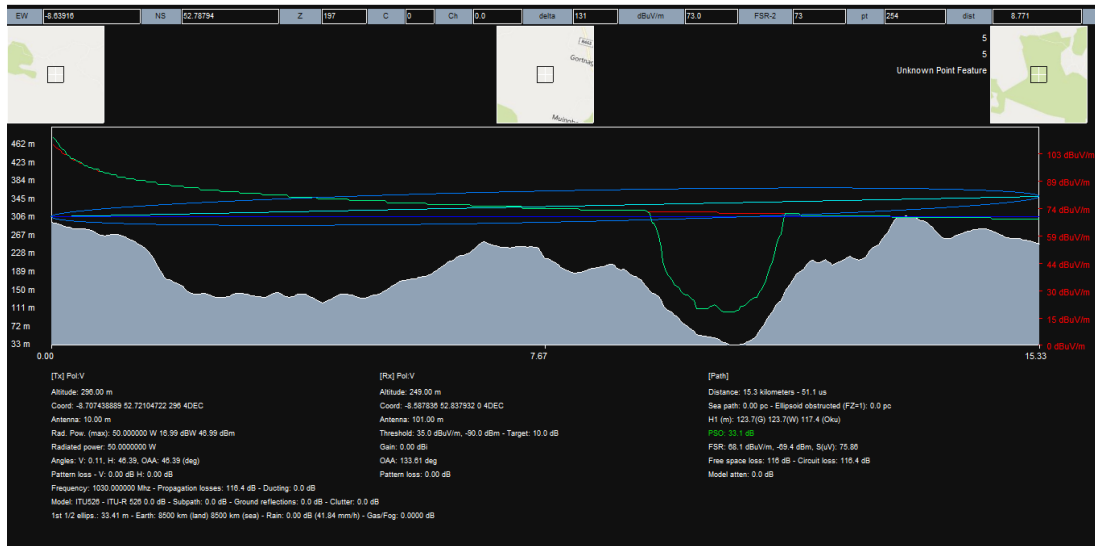 EW -8.63916 NS 52.78794 Z 197 C 0 Ch 0.0 delta 131 dBuV/m 73.0 FSR-2 73 pt 254 dist 8.771
5
5
Unknown Point Feature
462 m
423 m
384 m
345 m
306 m
267 m
228 m
189 m
150 m
111 m
72 m
33 m
103 dBuV/m
89 dBuV/m
74 dBuV/m
59 dBuV/m
44 dBuV/m
30 dBuV/m
15 dBuV/m
0 dBuV/m
0.00 7.67 15.33
[Tx] Pol:V
Altitude: 296.00 m
Coord: -8.707438889 52.72104722 296 4DEC
Antenna: 10.00 m
Rad. Pow. (max): 50.000000 W 16.99 dBW 46.99 dBm
Radiated power: 50.0000000 W
Angles: V: 0.11, H: 46.39, OAA: 46.39 (deg)
Pattern loss - V: 0.00 dB H: 0.00 dB
Frequency: 1030.000000 Mhz - Propagation losses: 116.4 dB - Ducting: 0.0 dB
Model: ITU526 - ITU-R 526 0.0 dB - Subpath: 0.0 dB - Ground reflections: 0.0 dB - Clutter: 0.0 dB
1st 1/2 ellips.: 33.41 m - Earth: 8500 km (land) 8500 km (sea) - Rain: 0.00 dB (41.84 mm/h) - Gas/Fog: 0.0000 dB
[Rx] Pol:V
Altitude: 249.00 m
Coord: -8.587836 52.837932 0 4DEC
Antenna: 101.00 m
Threshold: 35.0 dBuV/m, -90.0 dBm - Target: 10.0 dB
Gain: 0.00 dBi
OAA: 133.61 deg
Pattern loss: 0.00 dB
[Path]
Distance: 15.3 kilometers - 51.1 us
Sea path: 0.00 pc - Ellipsoid obstructed (FZ=1): 0.0 pc
H1 (m): 123.7(G) 123.7(W) 117.4 (Oku)
PSO: 33.1 dB
FSR: 68.1 dBuV/m, -69.4 dBm, S(uV): 75.86
Free space loss: 116 dB - Circuit loss: 116.4 dB
Model atten: 0.0 dB